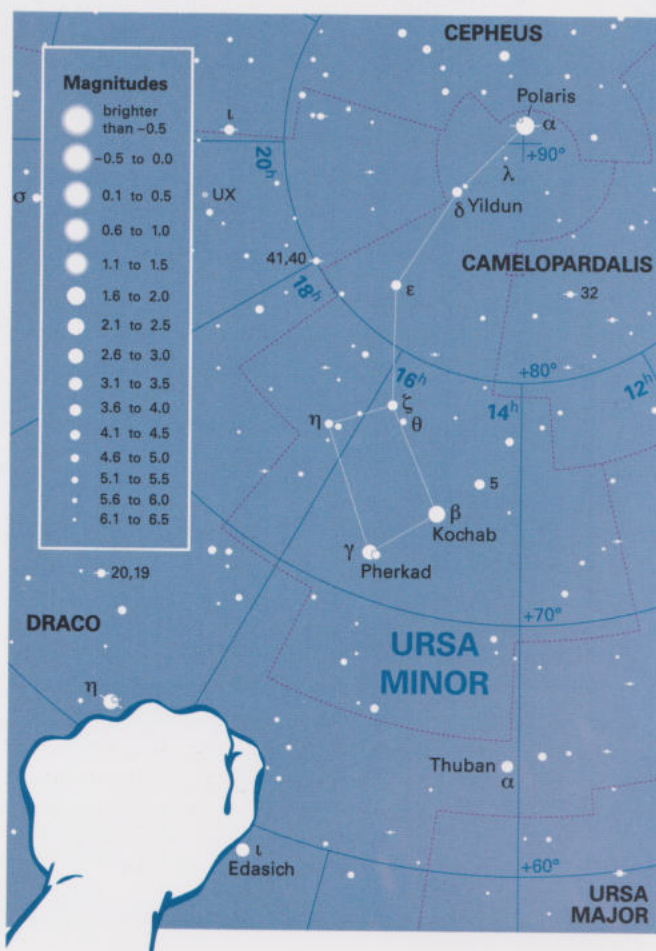 CEPHEUS
Magnitudes
brighter
than –0.5
–0.5 to 0.0
0.1 to 0.5
0.6 to 1.0
1.1 to 1.5
1.6 to 2.0
2.1 to 2.5
2.6 to 3.0
3.1 to 3.5
3.6 to 4.0
4.1 to 4.5
4.6 to 5.0
5.1 to 5.5
5.6 to 6.0
6.1 to 6.5
Polaris
α
ι
+90°
20h
λ
σ
UX
δ Yildun
41,40
CAMELOPARDALIS
18h
ε
32
+80°
16h
12h
ζ
14h
η
θ
5
β
Kochab
γ
Pherkad
20,19
+70°
DRACO
URSA
MINOR
η
Thuban
α
ι
Edasich
+60°
URSA
MAJOR